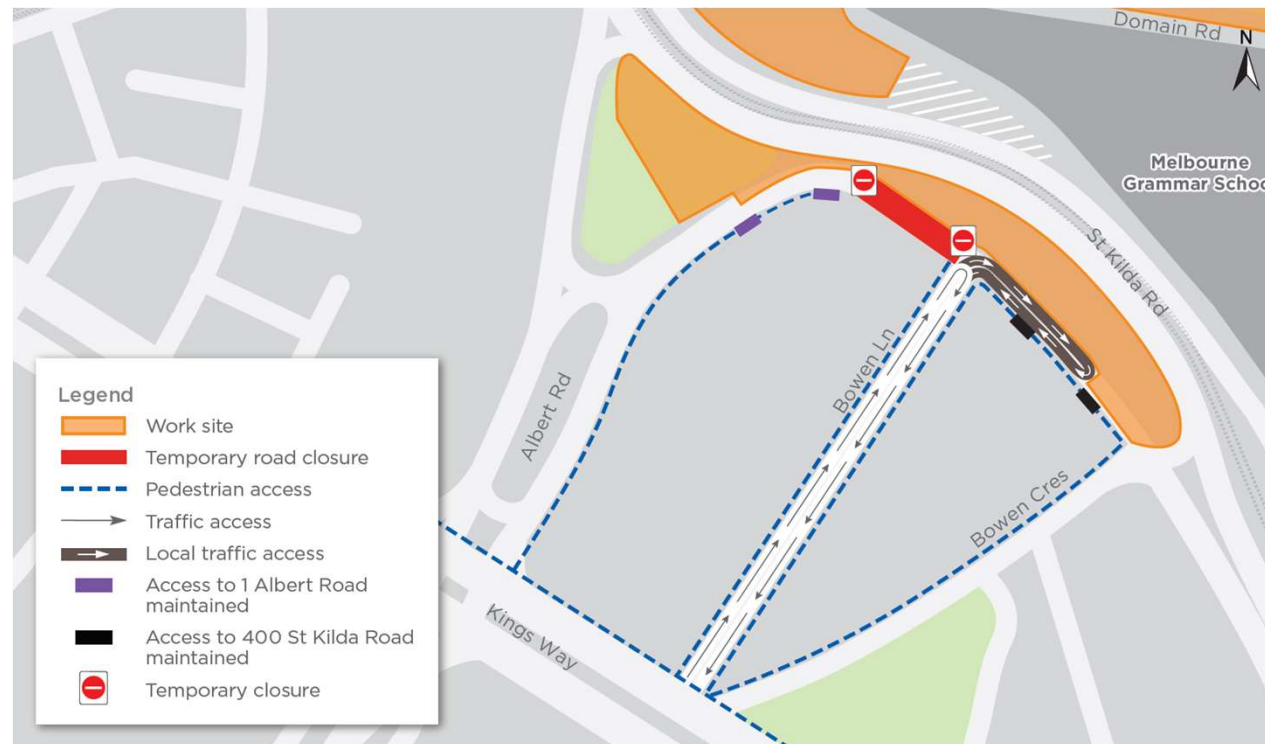 Domain Rd
N
Melbourne
Grammar Schoo
St Kilda Rd
Bowen Ln
Albert Rd
Bowen Cres
Kings Way
Legend
Work site
Temporary road closure
Pedestrian access
Traffic access
Local traffic access
Access to 1 Albert Road
maintained
Access to 400 St Kilda Road
maintained
Temporary closure